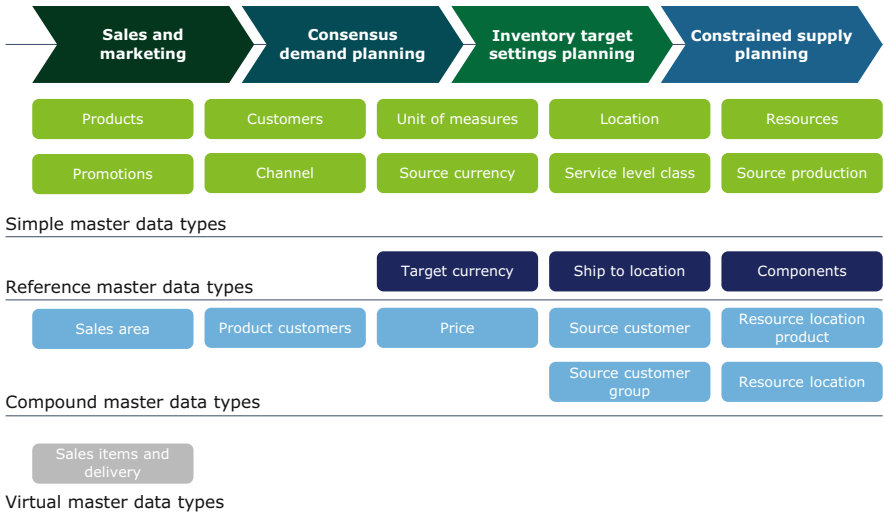 Sales and
marketing
Consensus
demand planning
Inventory target
settings planning
Constrained supply
planning
Products
Customers
Unit of measures
Location
Resources
Promotions
Channel
Source currency
Service level class
Source production
Simple master data types
Target currency
Ship to location
Components
Reference master data types
Sales area
Product customers
Price
Source customer
Resource location
product
Source customer
group
Resource location
Compound master data types
Sales items and
delivery
Virtual master data types